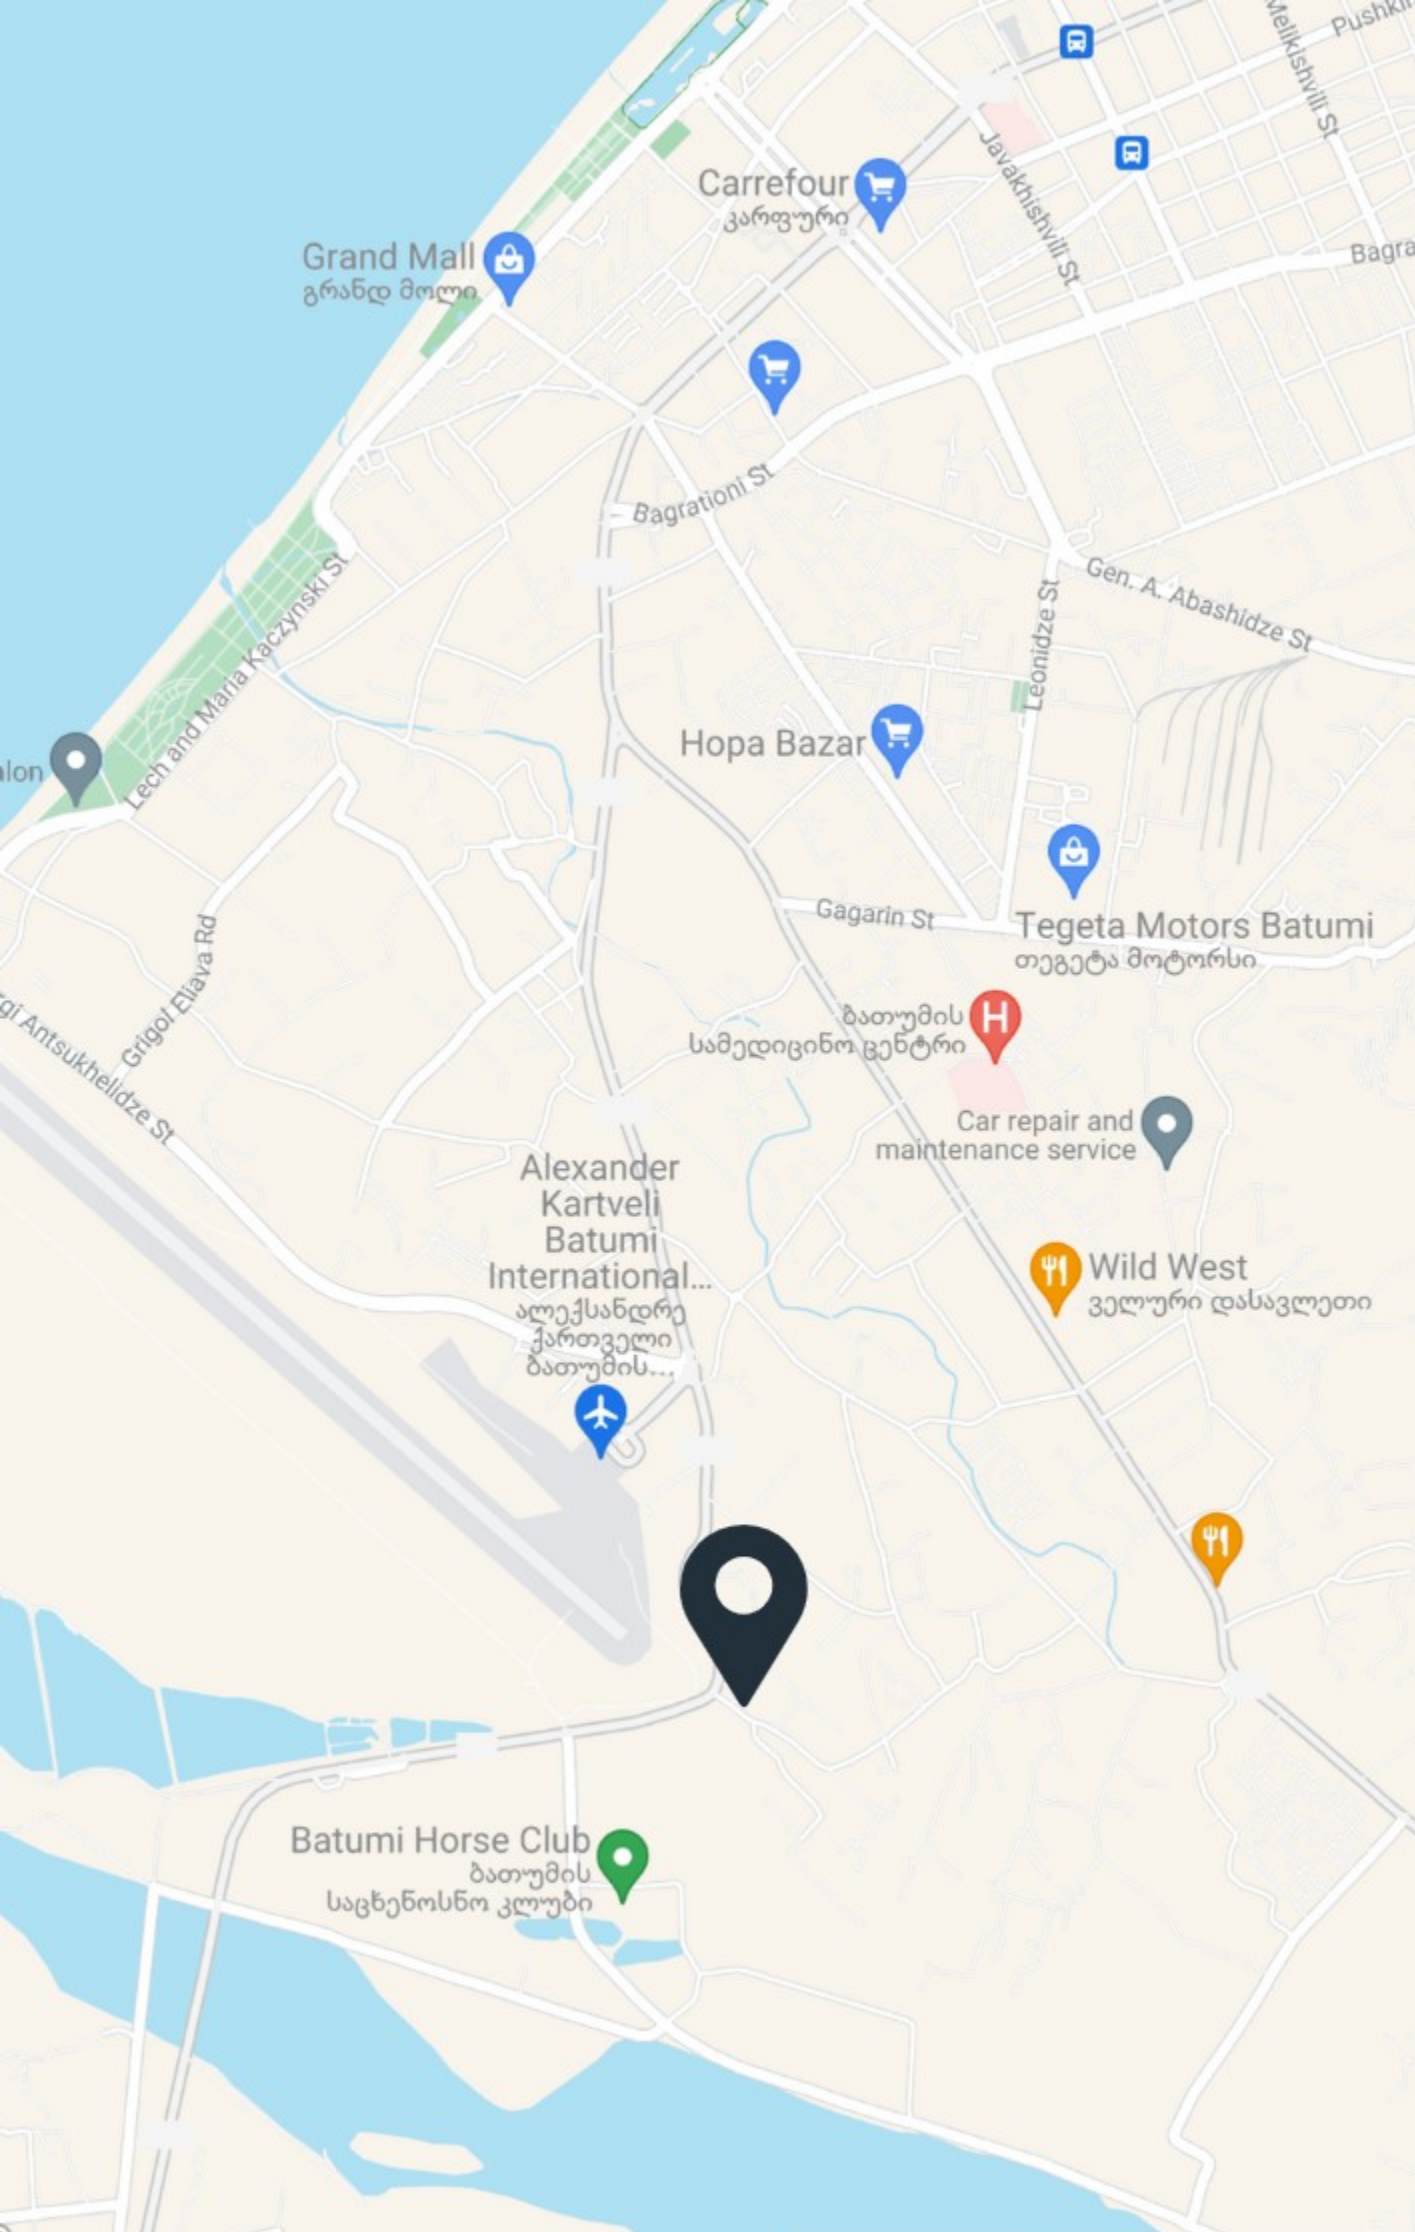 Pushkin
Melikishvili St
Javakhishvili St
Carrefour
კარფური
Grand Mall
გრანდ მოლი
Bagra
Bagrationi St
Gen. A. Abashidze St
Leonidze St
Lech and Maria Kaczynski St
Hopa Bazar
alon
Gagarin St
Tegeta Motors Batumi
თეგეტა მოტორსი
Grigol Eliava Rd
rgi Antsukhelidze St
ბათუმის
სამედიცინო ცენტრი
H
Car repair and
maintenance service
Alexander
Kartveli
Batumi
International...
ალექსანდრე
ქართველი
ბათუმის...
Wild West
ველური დასავლეთი
Batumi Horse Club
ბათუმის
საცხენოსნო კლუბი